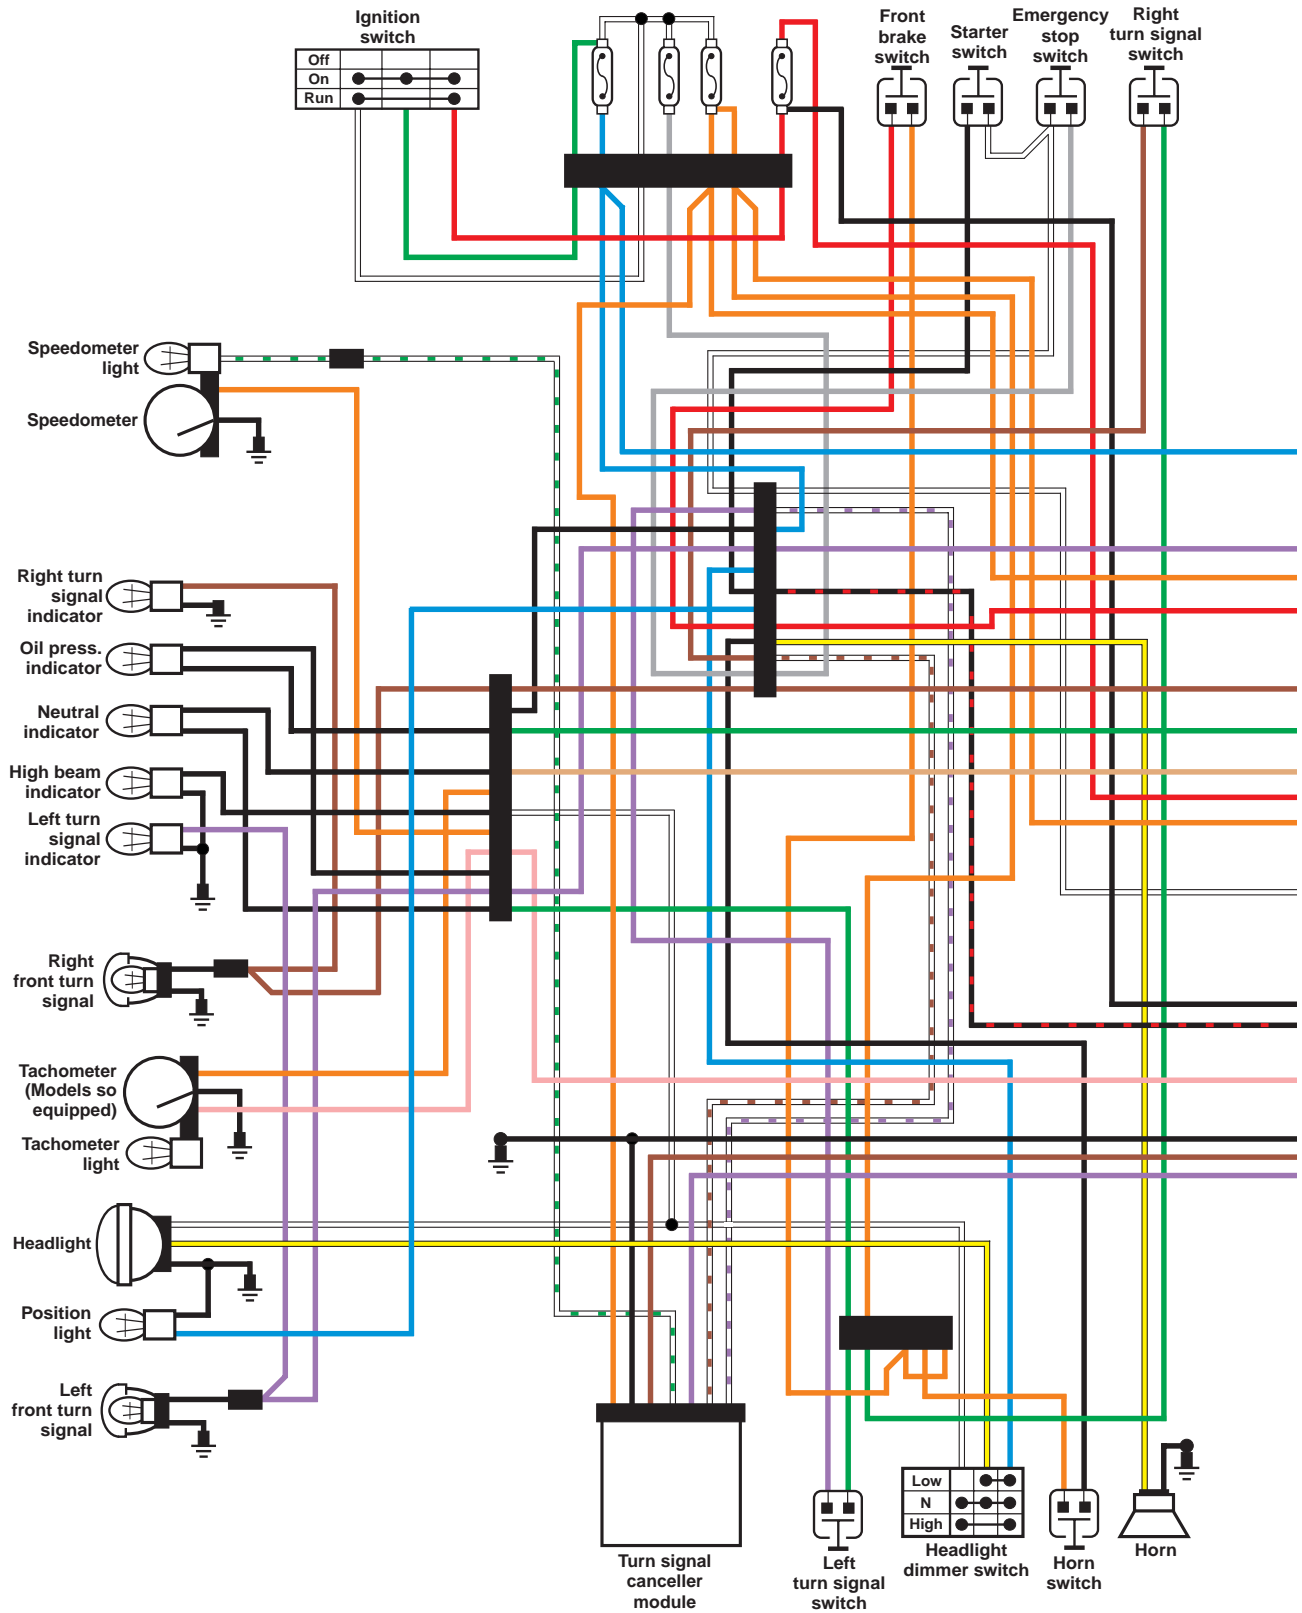 Ignition
switch
Off
On
Run
Front
brake
switch
Starter
switch
Emergency
stop
switch
Right
turn signal
switch
Speedometer
light
Speedometer
Right turn
signal
indicator
Oil press.
indicator
Neutral
indicator
High beam
indicator
Left turn
signal
indicator
Right
front turn
signal
Tachometer
(Models so
equipped)
Tachometer
light
Headlight
Position
light
Left
front turn
signal
Turn signal
canceller
module
Left
turn signal
switch
Low
N
High
Headlight
dimmer switch
Horn
switch
Horn